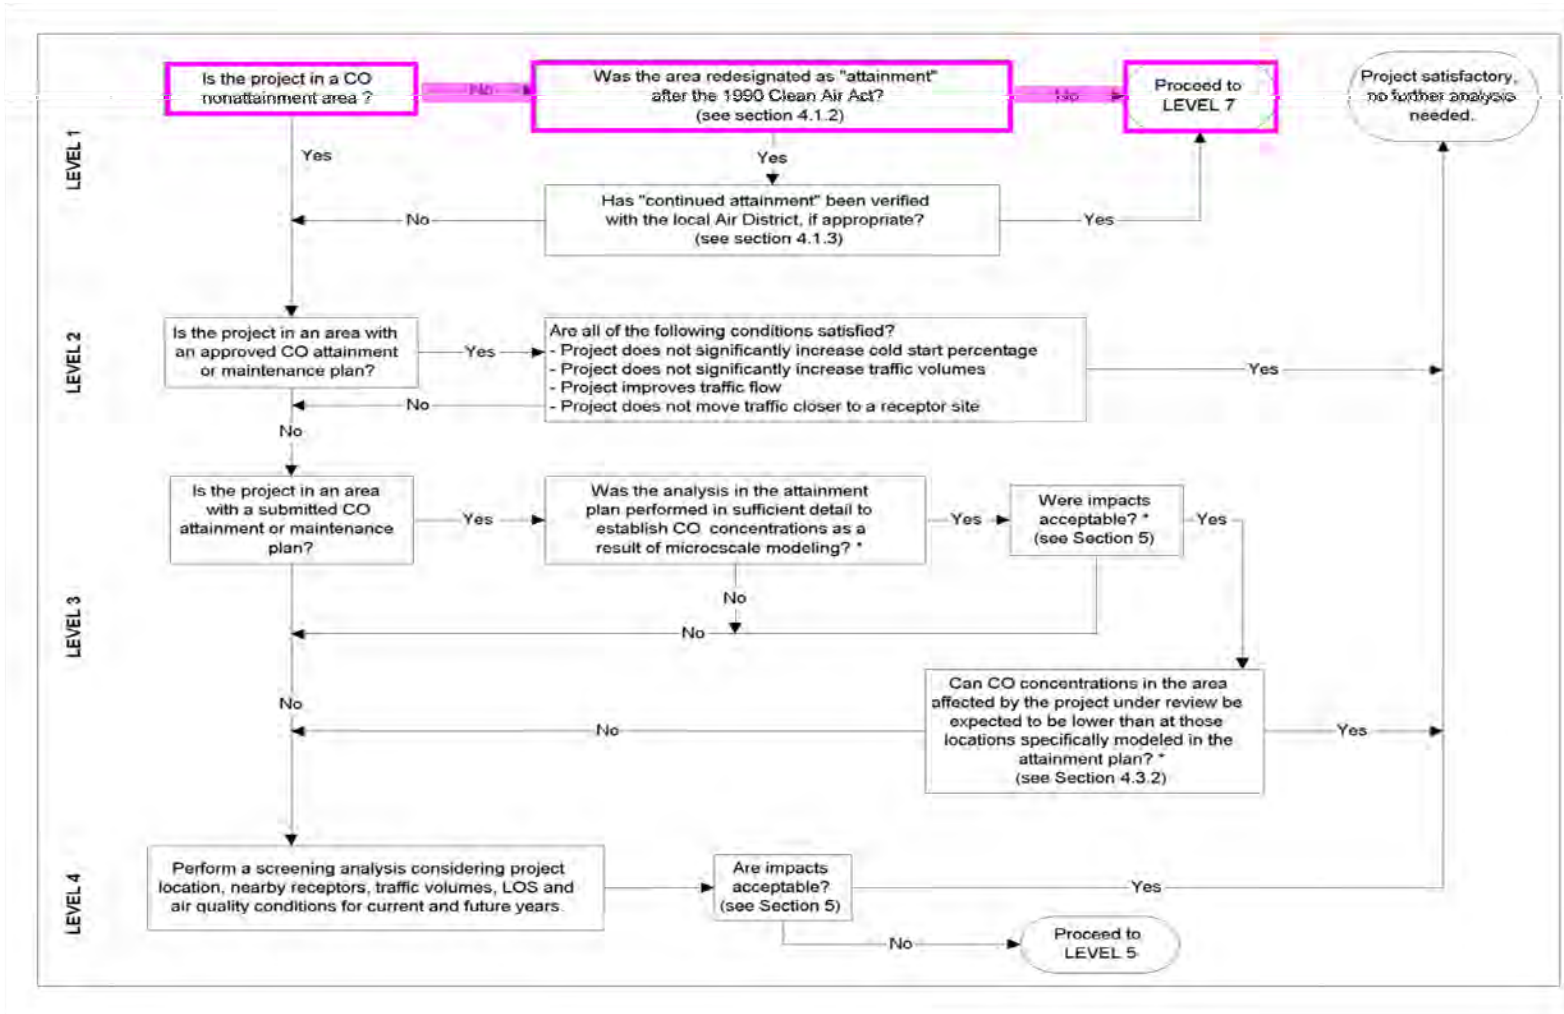 LEVEL 1
Is the project in a CO
nonattainment area ?
No
Was the area redesignated as "attainment"
after the 1990 Clean Air Act?
(see section 4.1.2)
No
Proceed to
LEVEL 7
Project satisfactory,
no further analysis
needed.
Yes
Yes
Has "continued attainment" been verified
with the local Air District, if appropriate?
(see section 4.1.3)
No
Yes
LEVEL 2
Is the project in an area with
an approved CO attainment
or maintenance plan?
Yes
Are all of the following conditions satisfied?
- Project does not significantly increase cold start percentage
- Project does not significantly increase traffic volumes
- Project improves traffic flow
- Project does not move traffic closer to a receptor site
Yes
No
No
LEVEL 3
Is the project in an area
with a submitted CO
attainment or maintenance
plan?
Yes
Was the analysis in the attainment
plan performed in sufficient detail to
establish CO concentrations as a
result of microcscale modeling? *
Yes
Were impacts
acceptable? *
(see Section 5)
Yes
No
No
No
Can CO concentrations in the area
affected by the project under review be
expected to be lower than at those
locations specifically modeled in the
attainment plan? *
(see Section 4.3.2)
No
Yes
LEVEL 4
Perform a screening analysis considering project
location, nearby receptors, traffic volumes, LOS and
air quality conditions for current and future years.
Are impacts
acceptable?
(see Section 5)
Yes
No
Proceed to
LEVEL 5